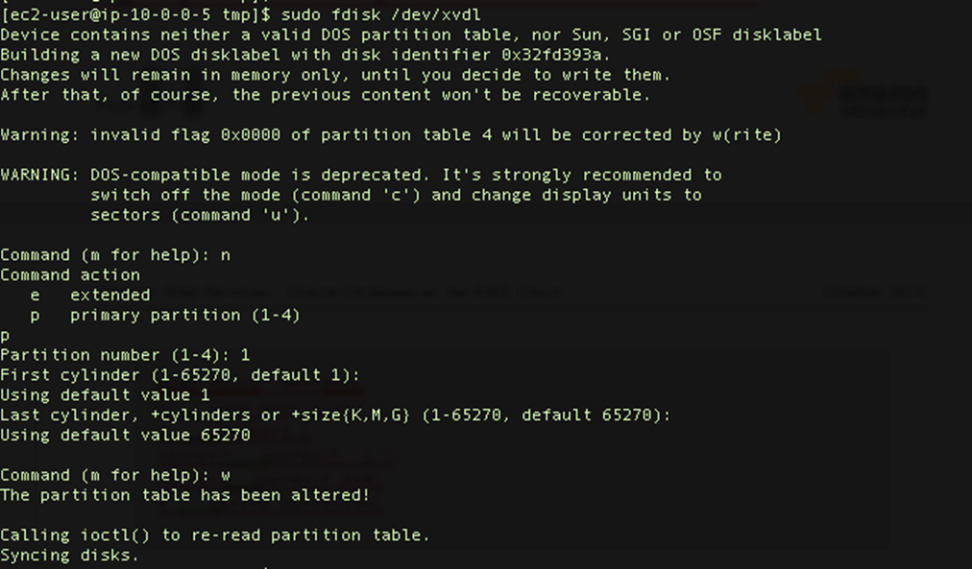 [ec2-user@ip-10-0-0-5 tmp]$ sudo fdisk /dev/xvdl
Device contains neither a valid DOS partition table, nor Sun, SGI or OSF disklabel
Building a new DOS disklabel with disk identifier 0x32fd393a.
Changes will remain in memory only, until you decide to write them.
After that, of course, the previous content won't be recoverable.

Warning: invalid flag 0x0000 of partition table 4 will be corrected by w(rite)

WARNING: DOS-compatible mode is deprecated. It's strongly recommended to
         switch off the mode (command 'c') and change display units to
         sectors (command 'u').

Command (m for help): n
Command action
   e   extended
   p   primary partition (1-4)
p
Partition number (1-4): 1
First cylinder (1-65270, default 1):
Using default value 1
Last cylinder, +cylinders or +size{K,M,G} (1-65270, default 65270):
Using default value 65270

Command (m for help): w
The partition table has been altered!

Calling ioctl() to re-read partition table.
Syncing disks.